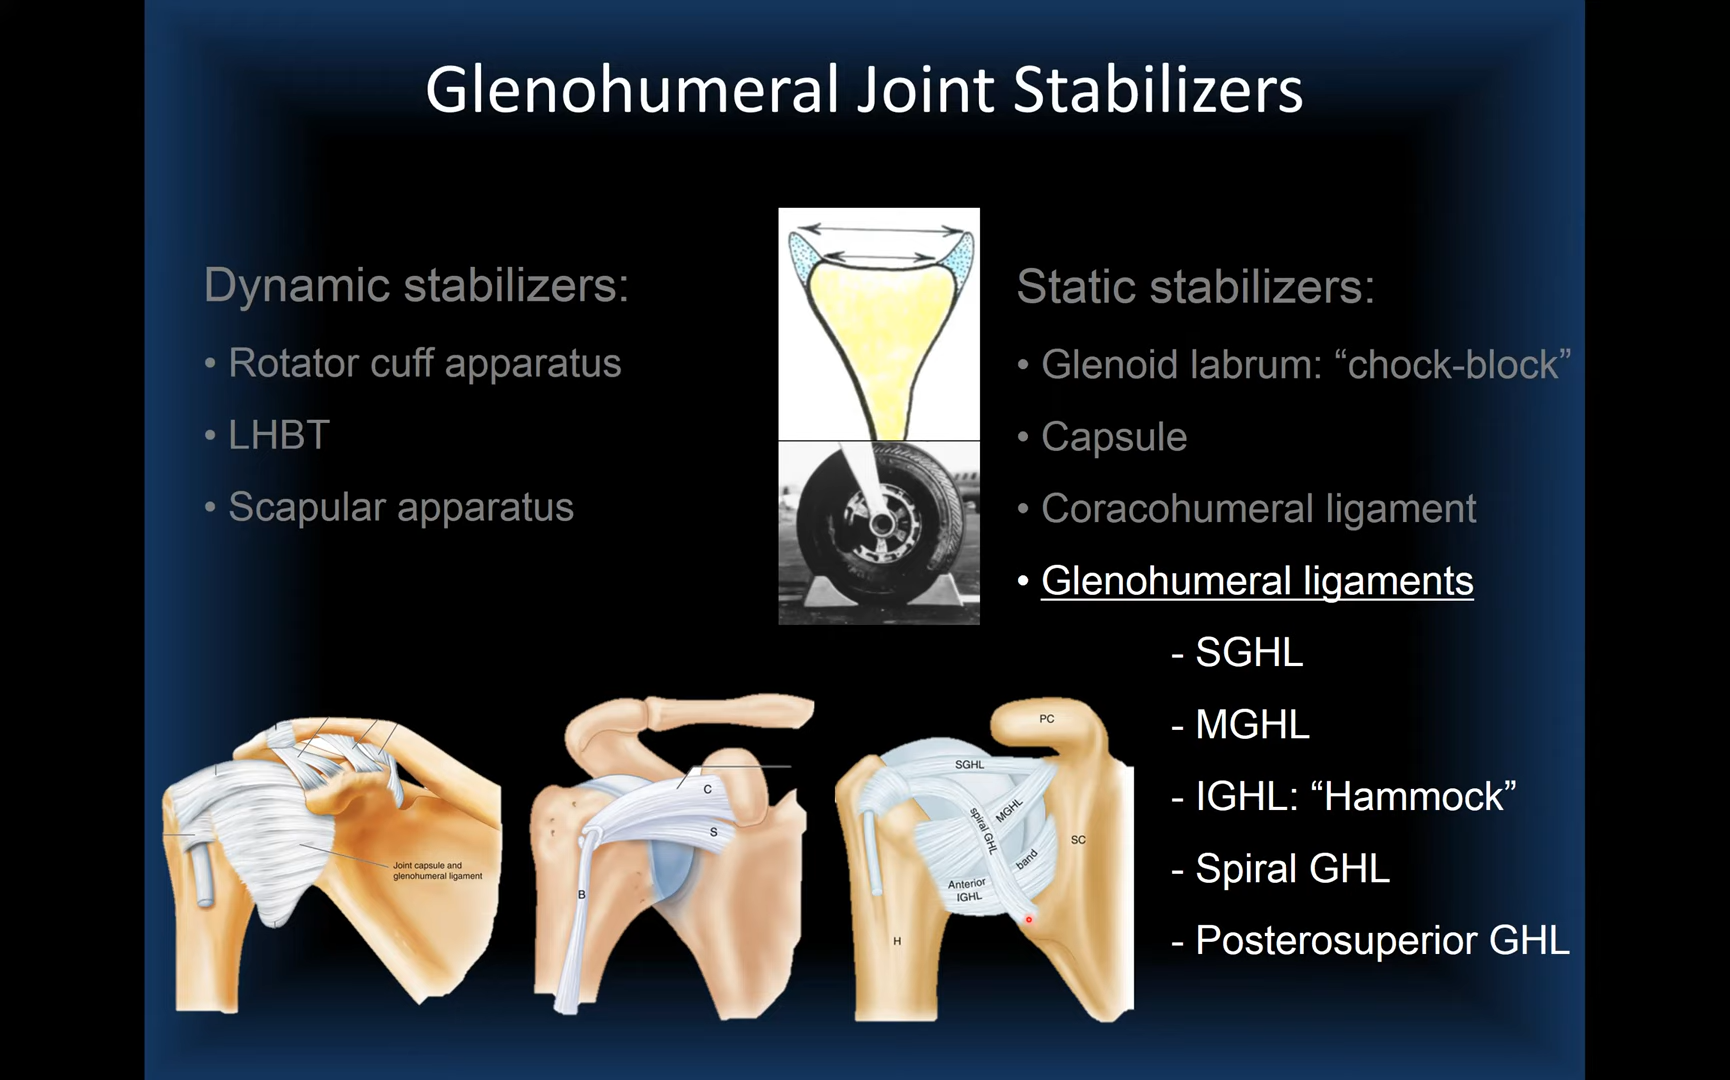 Glenohumeral Joint Stabilizers
Dynamic stabilizers:
• Rotator cuff apparatus
• LHBT
• Scapular apparatus
Static stabilizers:
• Glenoid labrum: “chock-block”
• Capsule
• Coracohumeral ligament
• Glenohumeral ligaments
- SGHL
- MGHL
- IGHL: “Hammock”
- Spiral GHL
- Posterosuperior GHL
Joint capsule and
glenohumeral ligament
C
S
B
PC
SGHL
MGHL
spiral GHL
SC
band
Anterior
IGHL
H